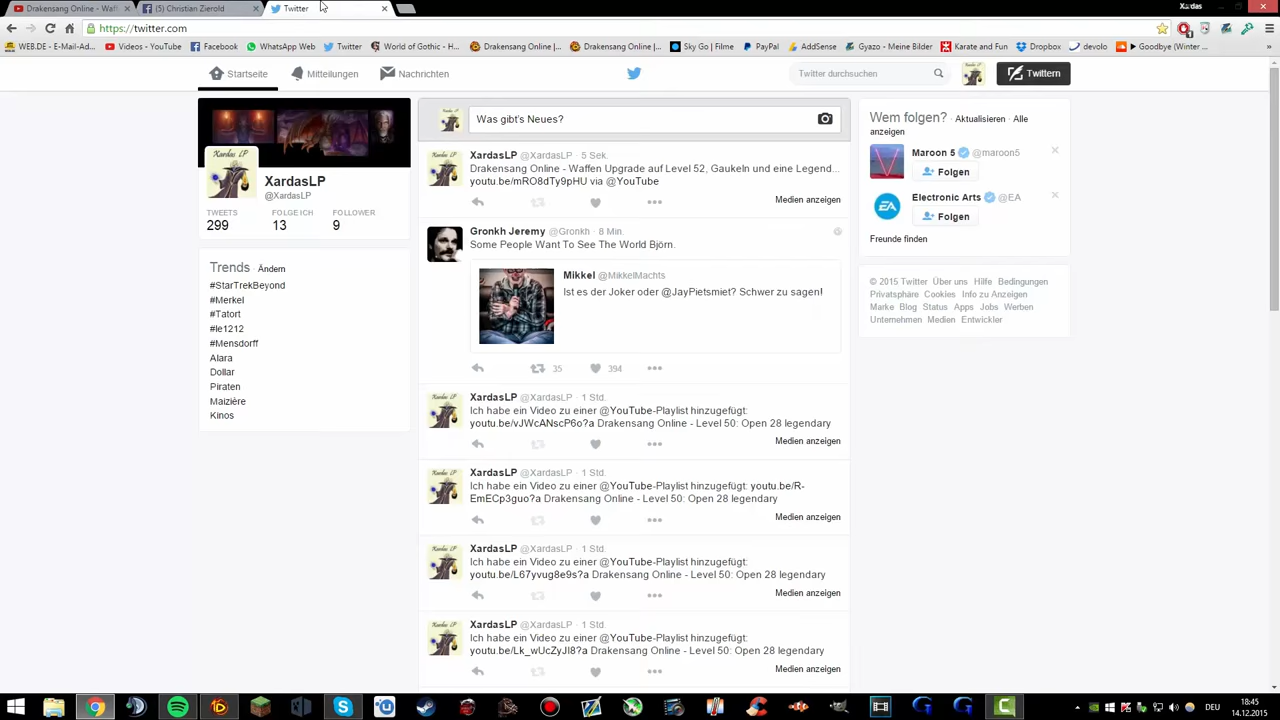 Drakensang Online - Waffen
(5) Christian Zierold
Twitter
Xardas
https://twitter.com
WEB.DE - E-Mail-Ad...
Videos - YouTube
Facebook
WhatsApp Web
Twitter
World of Gothic - H...
Drakensang Online |...
Drakensang Online |...
Sky Go | Filme
PayPal
AddSense
Gyazo - Meine Bilder
Karate and Fun
Dropbox
devolo
Goodbye (Winter ...
Startseite
Mitteilungen
Nachrichten
Twitter durchsuchen
Twittern
XardasLP
@XardasLP
TWEETS FOLGE ICH FOLLOWER
299 13 9
Trends · Ändern
#StarTrekBeyond
#Merkel
#Tatort
#le1212
#Mensdorff
Alara
Dollar
Piraten
Maizière
Kinos
Was gibt's Neues?
XardasLP @XardasLP · 5 Sek.
Drakensang Online - Waffen Upgrade auf Level 52, Gaukeln und eine Legend...
youtu.be/mRO8dTy9pHU via @YouTube
Medien anzeigen
Gronkh Jeremy @Gronkh · 8 Min.
Some People Want To See The World Björn.
Mikkel @MikkelMachts
Ist es der Joker oder @JayPietsmiet? Schwer zu sagen!
35 394
XardasLP @XardasLP · 1 Std.
Ich habe ein Video zu einer @YouTube-Playlist hinzugefügt:
youtu.be/vJWcANscP6o?a Drakensang Online - Level 50: Open 28 legendary
Medien anzeigen
XardasLP @XardasLP · 1 Std.
Ich habe ein Video zu einer @YouTube-Playlist hinzugefügt: youtu.be/R-
EmECp3guo?a Drakensang Online - Level 50: Open 28 legendary
Medien anzeigen
XardasLP @XardasLP · 1 Std.
Ich habe ein Video zu einer @YouTube-Playlist hinzugefügt:
youtu.be/L67yvug8e9s?a Drakensang Online - Level 50: Open 28 legendary
Medien anzeigen
XardasLP @XardasLP · 1 Std.
Ich habe ein Video zu einer @YouTube-Playlist hinzugefügt:
youtu.be/Lk_wUcZyJI8?a Drakensang Online - Level 50: Open 28 legendary
Medien anzeigen
Wem folgen? · Aktualisieren · Alle
anzeigen
Maroon 5 @maroon5
Folgen
Electronic Arts @EA
Folgen
Freunde finden
© 2015 Twitter Über uns Hilfe Bedingungen
Privatsphäre Cookies Info zu Anzeigen
Marke Blog Status Apps Jobs Werben
Unternehmen Medien Entwickler
DEU
18:45
14.12.2015